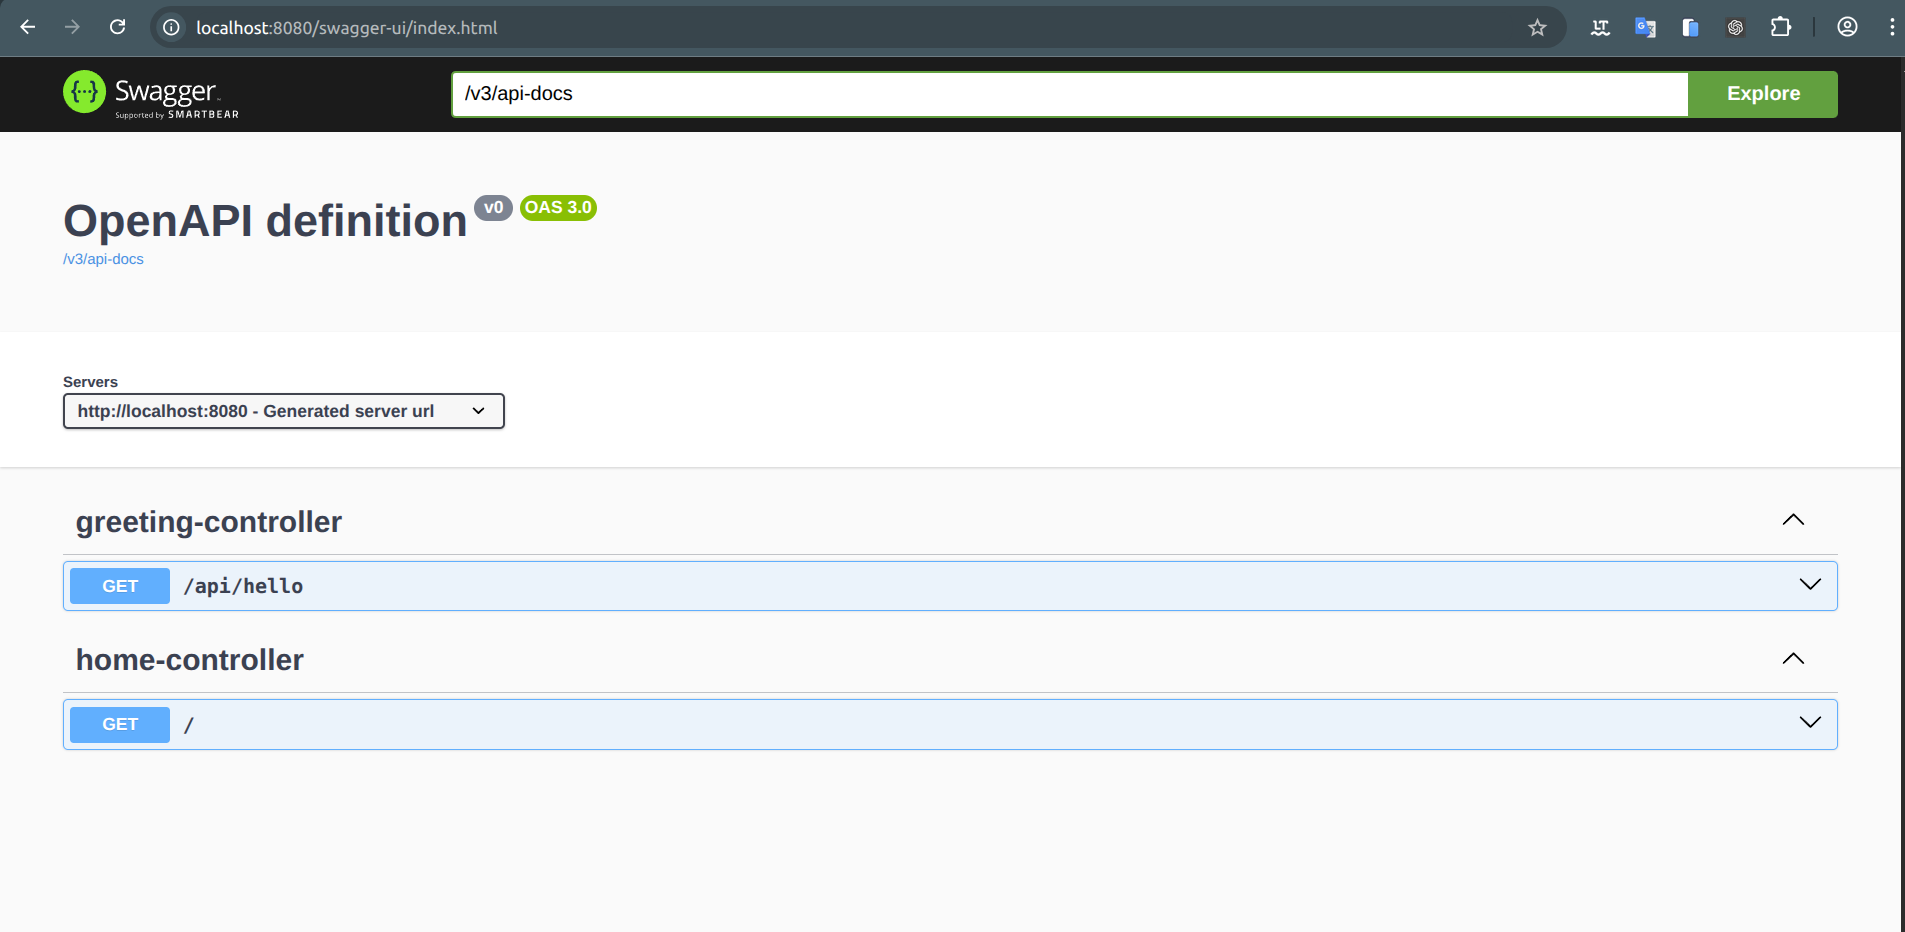 localhost:8080/swagger-ui/index.html
Swagger
Supported by SMARTBEAR
/v3/api-docs
Explore
OpenAPI definition v0 OAS 3.0
/v3/api-docs
Servers
http://localhost:8080 - Generated server url
greeting-controller
GET /api/hello
home-controller
GET /